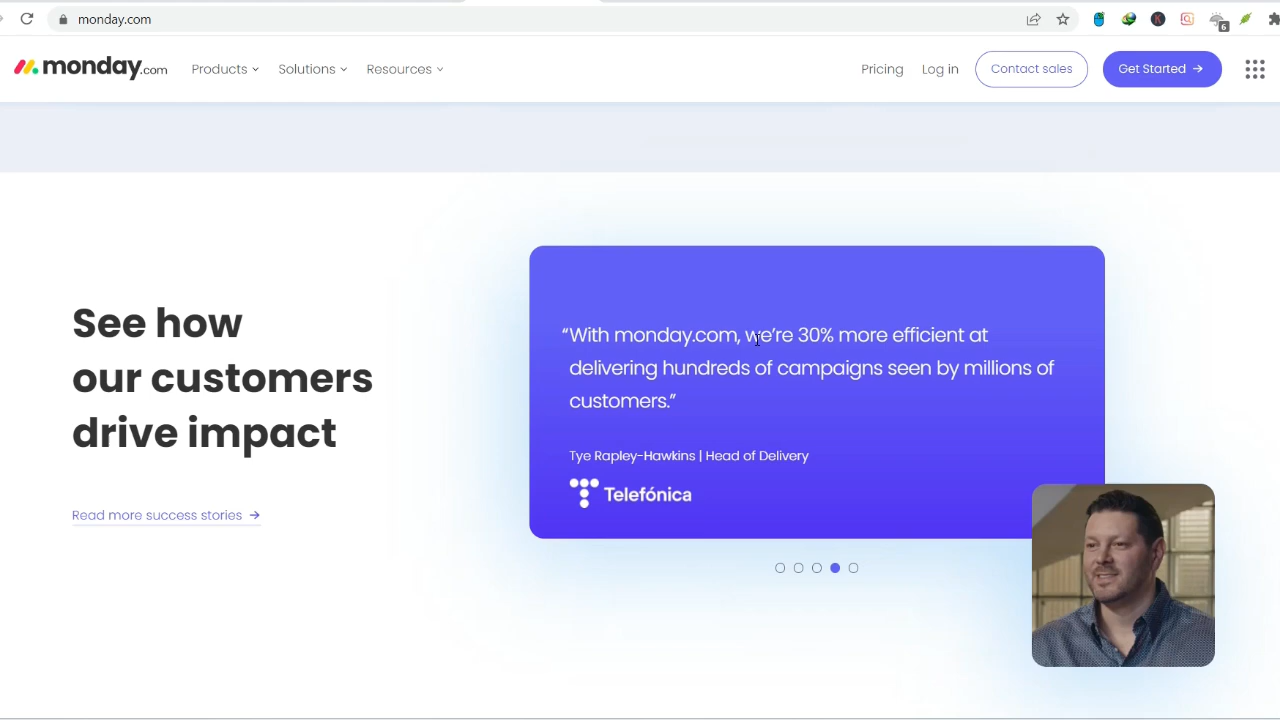 monday.com
6
monday.com
Products
Solutions
Resources
Pricing
Log in
Contact sales
Get Started →
See how
our customers
drive impact
Read more success stories →
“With monday.com, we’re 30% more efficient at
delivering hundreds of campaigns seen by millions of
customers.”
Tye Rapley-Hawkins | Head of Delivery
Telefónica